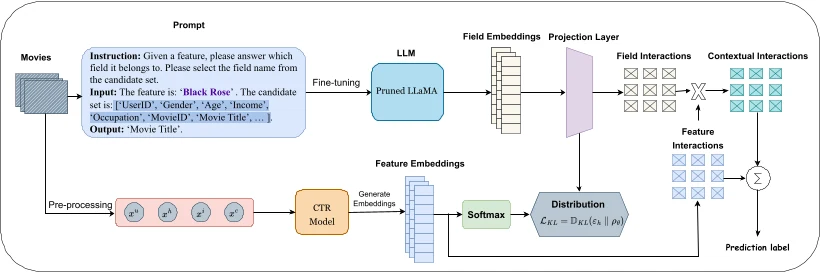 Prompt
Movies
Instruction: Given a feature, please answer which
field it belongs to. Please select the field name from
the candidate set.
Input: The feature is: ‘Black Rose’ . The candidate
set is: [‘UserID’, ‘Gender’, ‘Age’, ‘Income’,
‘Occupation’, ‘MovieID’, ‘Movie Title’, … ].
Output: ‘Movie Title’.
Fine-tuning
LLM
Pruned LLaMA
Field Embeddings
Projection Layer
Field Interactions
Contextual Interactions
X
Feature
Interactions
Σ
Prediction label
Pre-processing
x^u x^h x^i x^c
CTR
Model
Generate
Embeddings
Feature Embeddings
Softmax
Distribution
ℒ_KL = 𝔻_KL(ε_h ∥ ρ_θ)